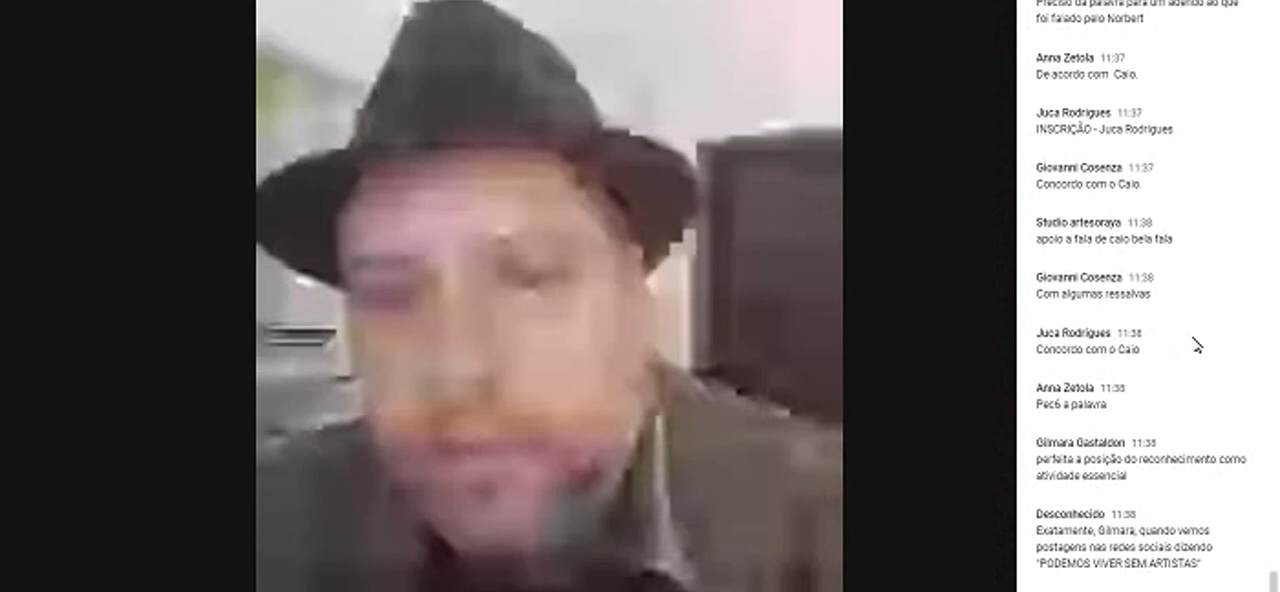 Preciso da palavra para um adendo ao que
foi falado pelo Norbert
Anna Zetola 11:37
De acordo com Caio.
Juca Rodrigues 11:37
INSCRIÇÃO - Juca Rodrigues
Giovanni Cosenza 11:37
Concordo com o Caio.
Studio artesoraya 11:38
apoio a fala de caio bela fala
Giovanni Cosenza 11:38
Com algumas ressalvas
Juca Rodrigues 11:38
Concordo com o Caio
Anna Zetola 11:38
Pec6 a palavra
Gilmara Gastaldon 11:38
perfeita a posição do reconhecimento como
atividade essencial
Desconhecido 11:38
Exatamente, Gilmara, quando vemos
postagens nas redes sociais dizendo
"PODEMOS VIVER SEM ARTISTAS"